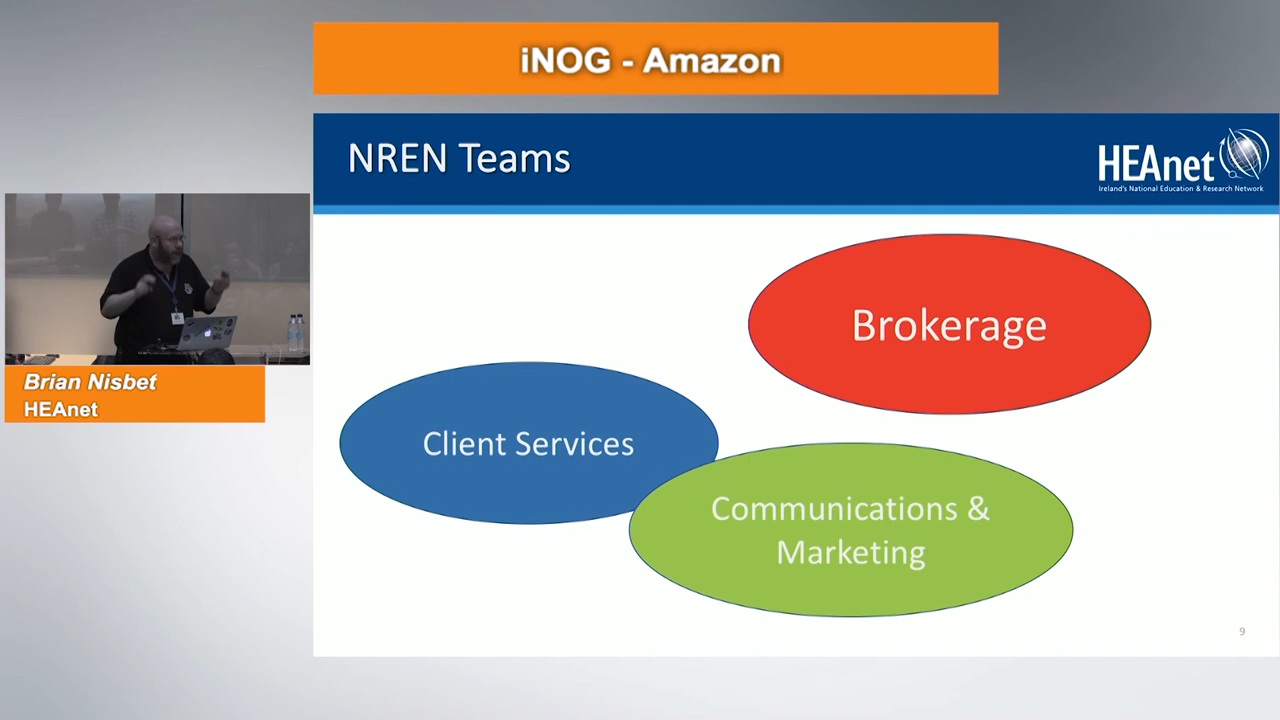 iNOG - Amazon
NREN Teams
HEAnet
Ireland's National Education & Research Network
Brokerage
Client Services
Communications &
Marketing
Brian Nisbet
HEAnet
9